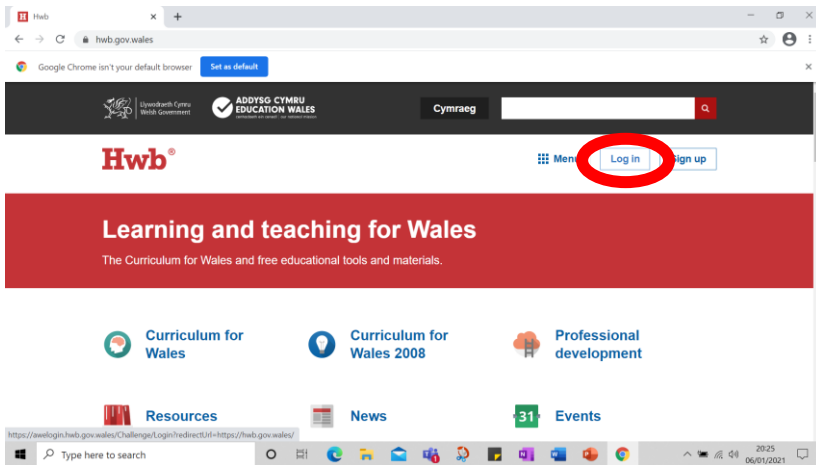 Hwb
hwb.gov.wales
Google Chrome isn't your default browser Set as default
Llywodraeth Cymru
Welsh Government
ADDYSG CYMRU
EDUCATION WALES
Cymraeg
Hwb®
Menu Log in Sign up
Learning and teaching for Wales
The Curriculum for Wales and free educational tools and materials.
Curriculum for
Wales
Curriculum for
Wales 2008
Professional
development
Resources
News
31 Events
https://awelogin.hwb.gov.wales/Challenge/Login?redirectUrl=https://hwb.gov.wales/
Type here to search
20:25
06/01/2021